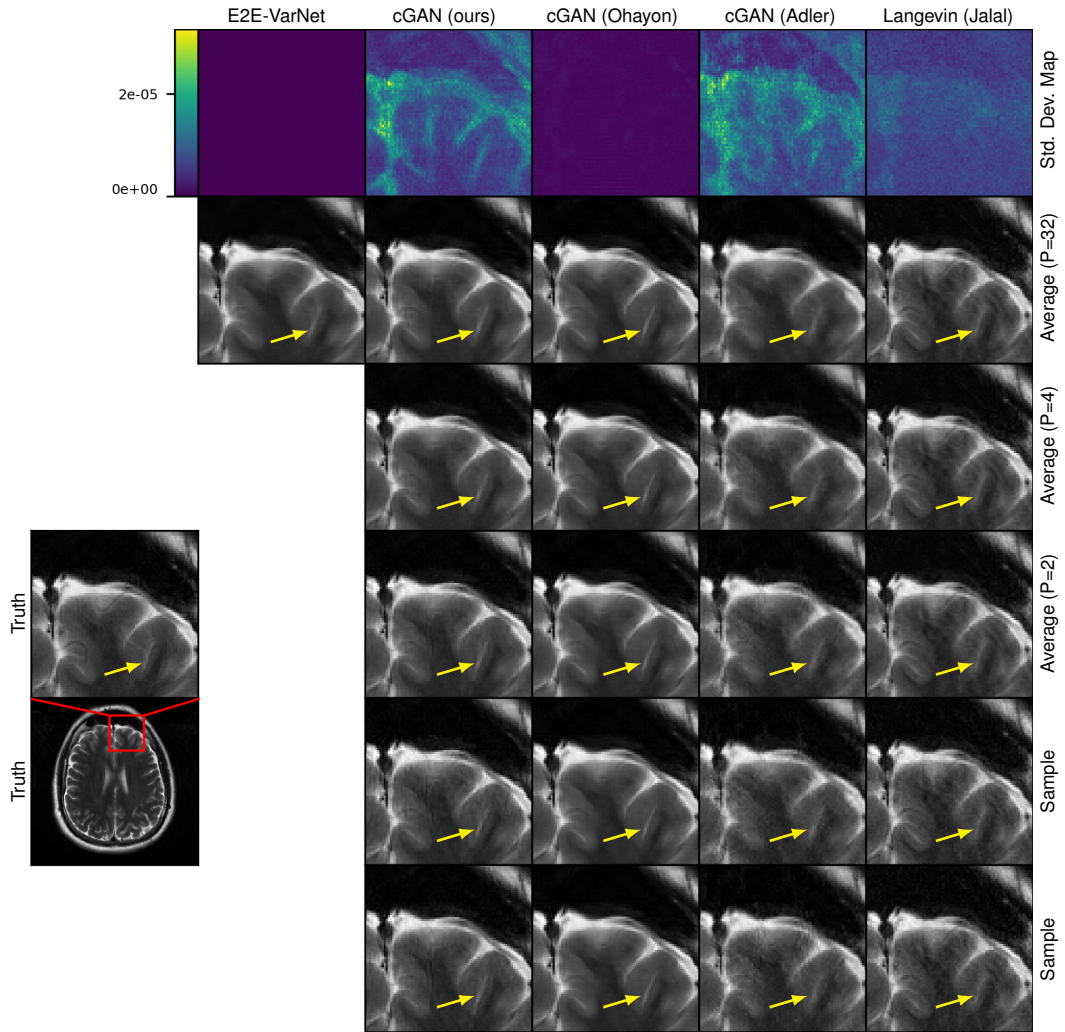 E2E-VarNet
cGAN (ours)
cGAN (Ohayon)
cGAN (Adler)
Langevin (Jalal)
2e-05
0e+00
Std. Dev. Map
Average (P=32)
Average (P=4)
Truth
Average (P=2)
Truth
Sample
Sample